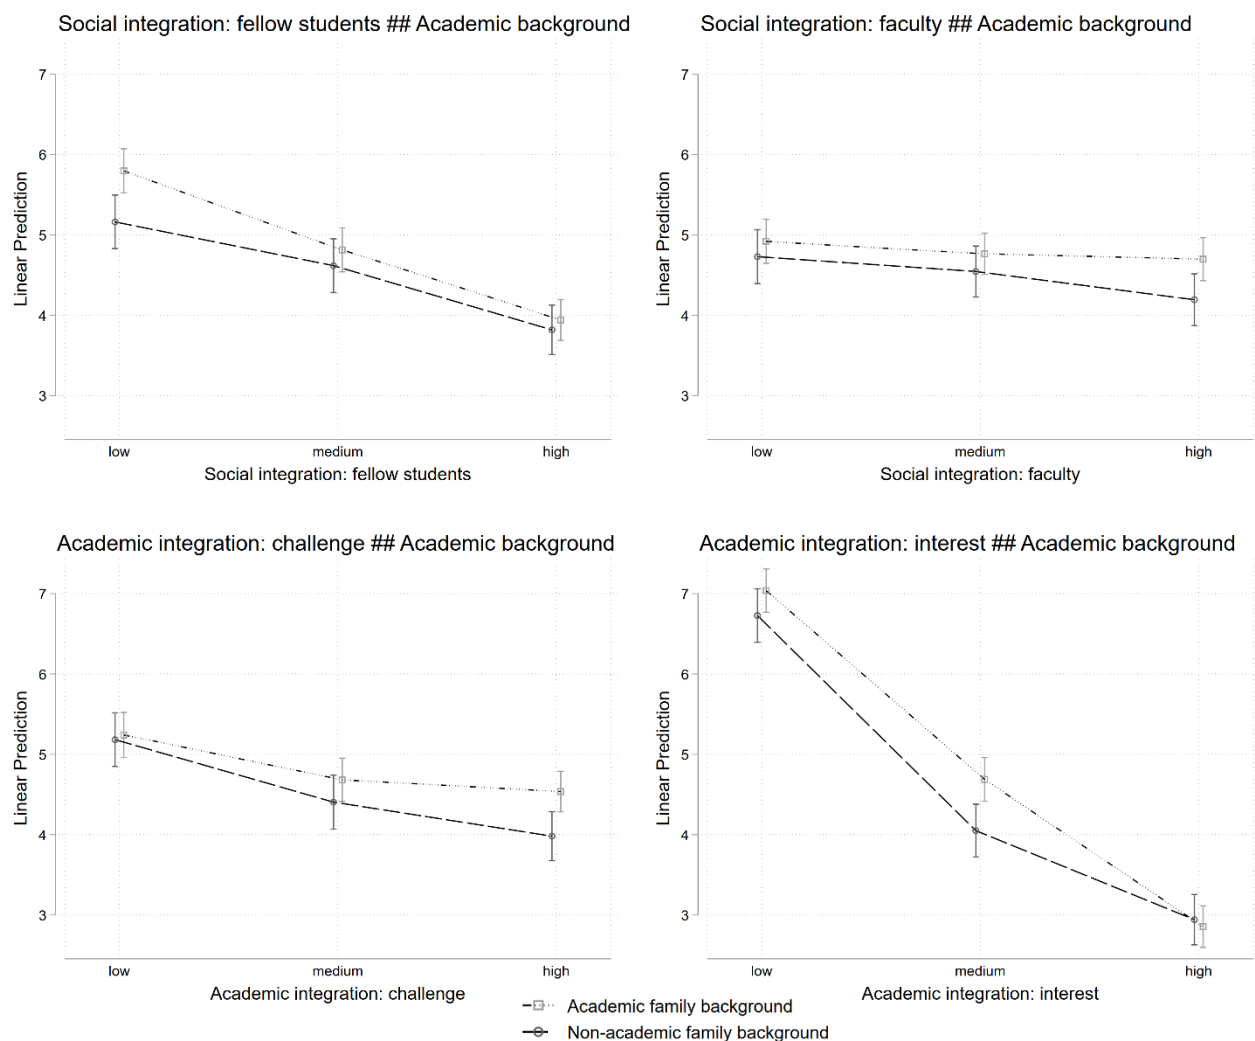 Social integration: fellow students ## Academic background
7
6
5
4
3
Linear Prediction
low medium high
Social integration: fellow students
Social integration: faculty ## Academic background
7
6
5
4
3
Linear Prediction
low medium high
Social integration: faculty
Academic integration: challenge ## Academic background
7
6
5
4
3
Linear Prediction
low medium high
Academic integration: challenge
Academic integration: interest ## Academic background
7
6
5
4
3
Linear Prediction
low medium high
Academic integration: interest
Academic family background
Non-academic family background